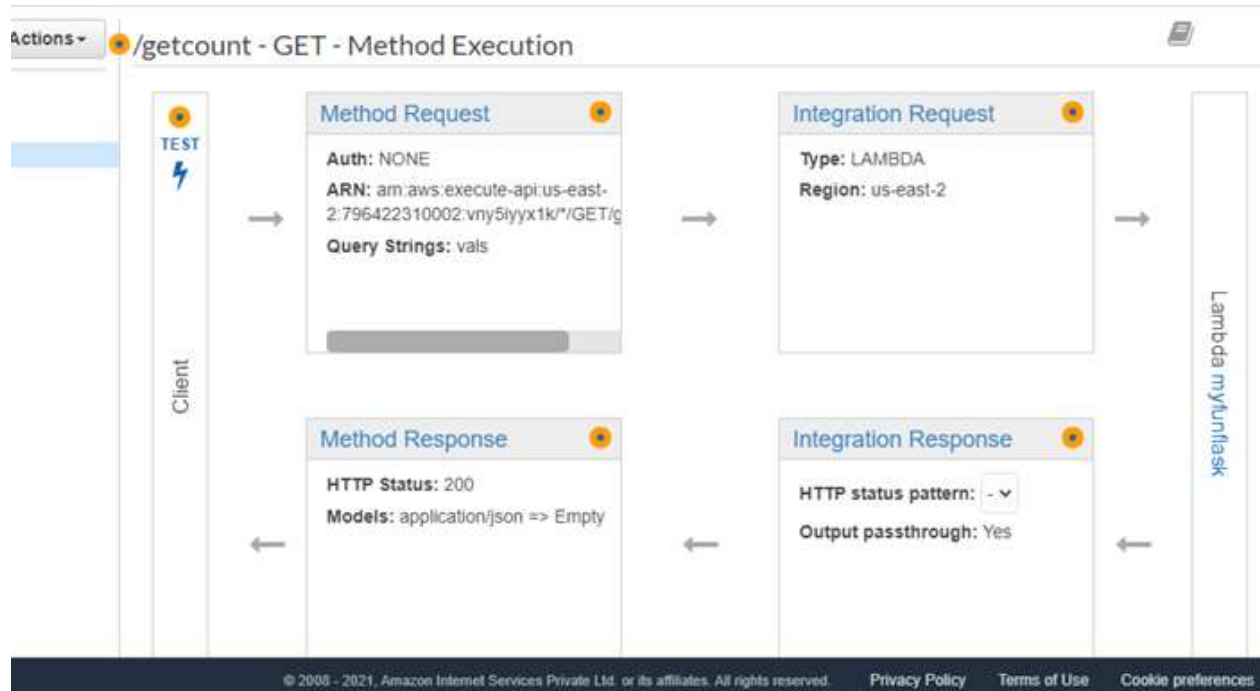 Actions
/getcount - GET - Method Execution
TEST
Client
Method Request
Auth: NONE
ARN: arn:aws:execute-api:us-east-
2:796422310002:vny5iyyx1k/*/GET/g
Query Strings: vals
Integration Request
Type: LAMBDA
Region: us-east-2
Lambda myfunflask
Method Response
HTTP Status: 200
Models: application/json => Empty
Integration Response
HTTP status pattern: -
Output passthrough: Yes
© 2008 - 2021, Amazon Internet Services Private Ltd. or its affiliates. All rights reserved. Privacy Policy Terms of Use Cookie preferences